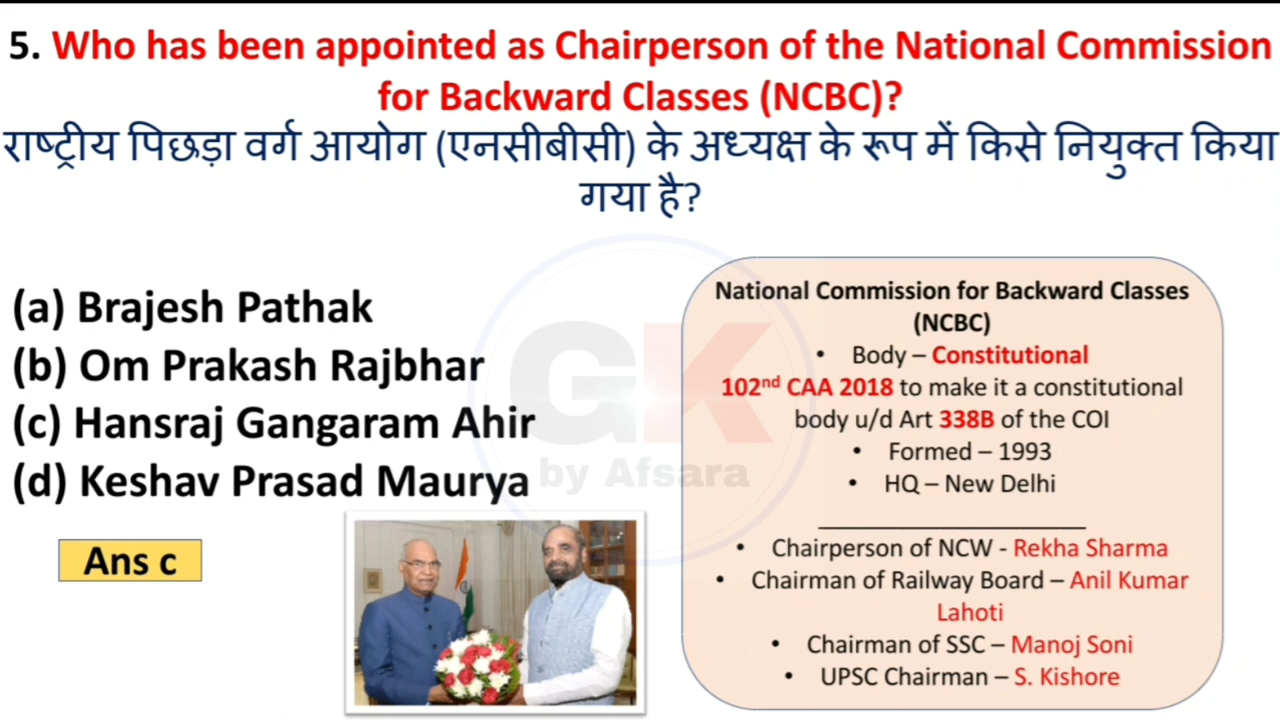 5. Who has been appointed as Chairperson of the National Commission
for Backward Classes (NCBC)?
राष्ट्रीय पिछड़ा वर्ग आयोग (एनसीबीसी) के अध्यक्ष के रूप में किसे नियुक्त किया
गया है?
(a) Brajesh Pathak
(b) Om Prakash Rajbhar
(c) Hansraj Gangaram Ahir
(d) Keshav Prasad Maurya
Ans c
GK
by Afsara
National Commission for Backward Classes
(NCBC)
• Body – Constitutional
102nd CAA 2018 to make it a constitutional
body u/d Art 338B of the COI
• Formed – 1993
• HQ – New Delhi
• Chairperson of NCW - Rekha Sharma
• Chairman of Railway Board – Anil Kumar
Lahoti
• Chairman of SSC – Manoj Soni
• UPSC Chairman – S. Kishore